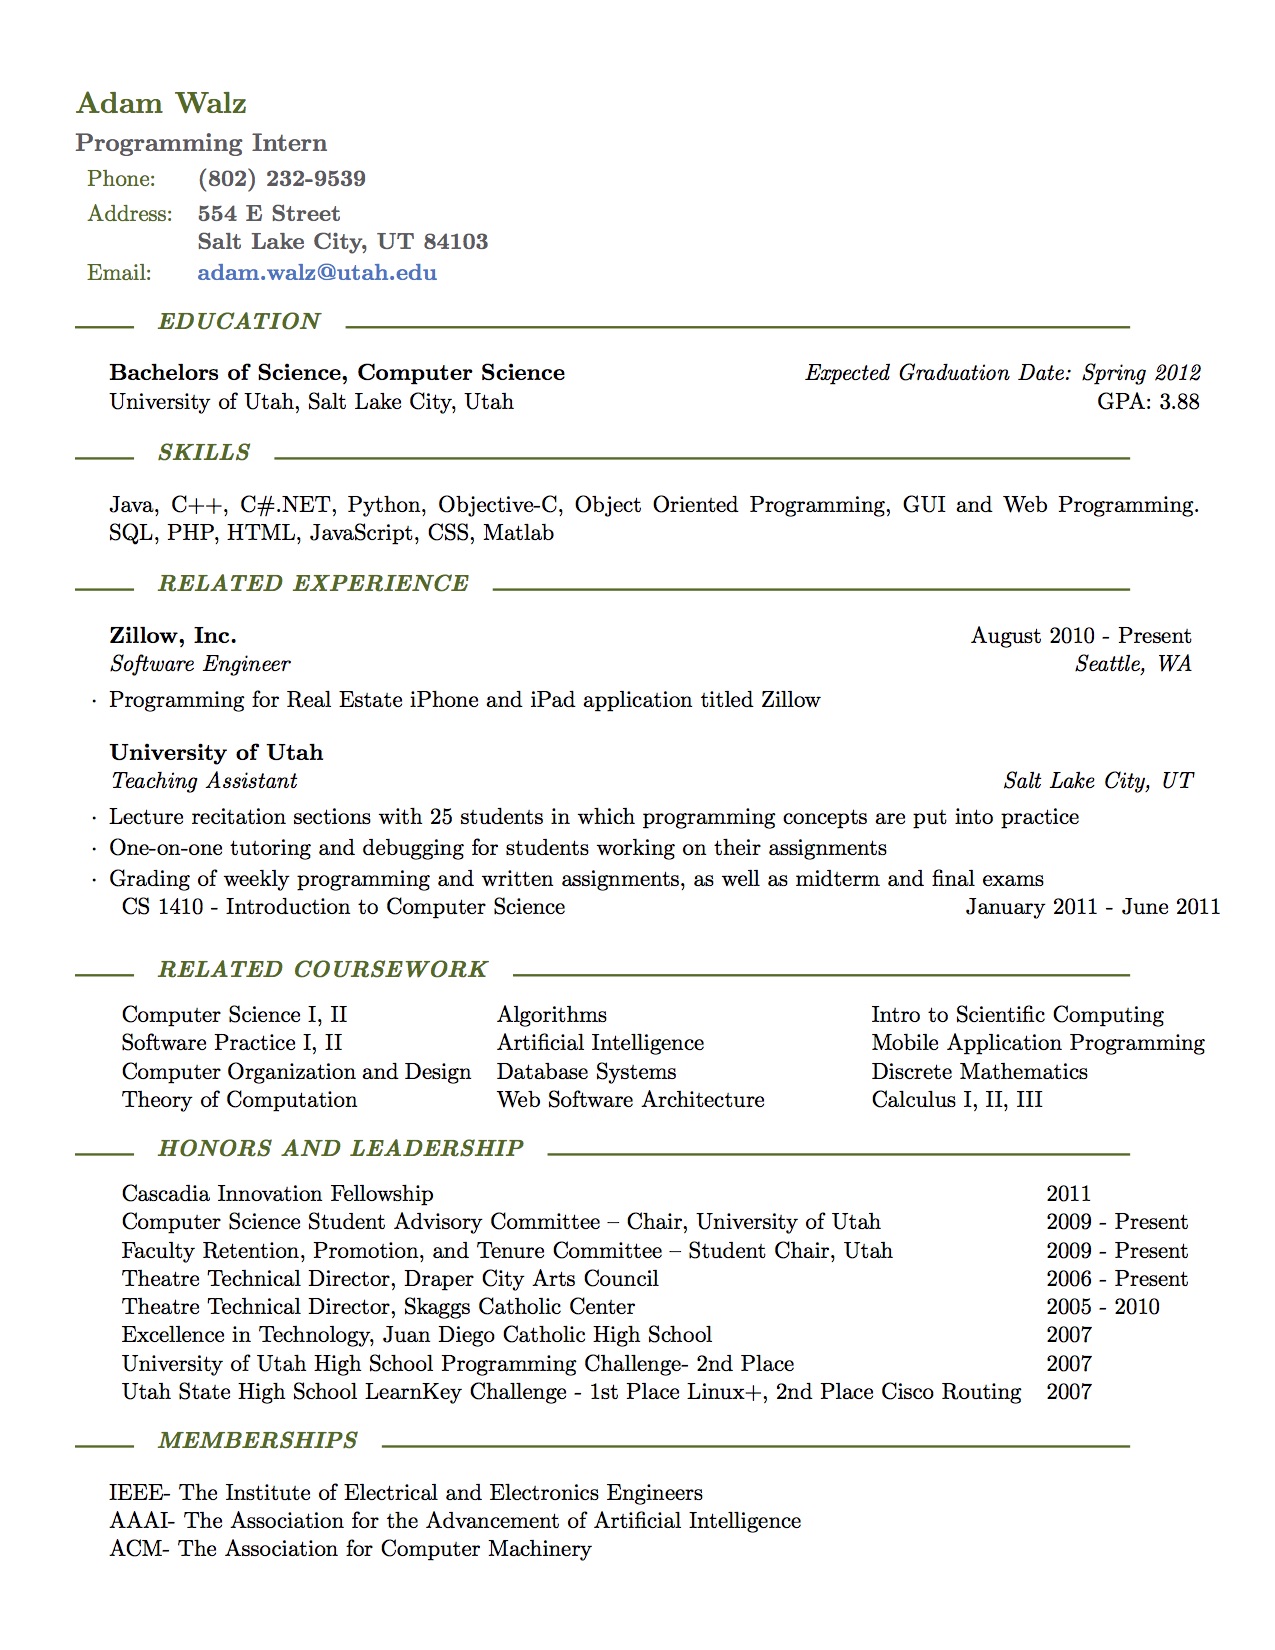 Adam Walz
Programming Intern
Phone: (802) 232-9539
Address: 554 E Street
Salt Lake City, UT 84103
Email: adam.walz@utah.edu
EDUCATION
Bachelors of Science, Computer Science Expected Graduation Date: Spring 2012
University of Utah, Salt Lake City, Utah GPA: 3.88
SKILLS
Java, C++, C#.NET, Python, Objective-C, Object Oriented Programming, GUI and Web Programming.
SQL, PHP, HTML, JavaScript, CSS, Matlab
RELATED EXPERIENCE
Zillow, Inc. August 2010 - Present
Software Engineer Seattle, WA
· Programming for Real Estate iPhone and iPad application titled Zillow
University of Utah
Teaching Assistant Salt Lake City, UT
· Lecture recitation sections with 25 students in which programming concepts are put into practice
· One-on-one tutoring and debugging for students working on their assignments
· Grading of weekly programming and written assignments, as well as midterm and final exams
CS 1410 - Introduction to Computer Science January 2011 - June 2011
RELATED COURSEWORK
Computer Science I, II Algorithms Intro to Scientific Computing
Software Practice I, II Artificial Intelligence Mobile Application Programming
Computer Organization and Design Database Systems Discrete Mathematics
Theory of Computation Web Software Architecture Calculus I, II, III
HONORS AND LEADERSHIP
Cascadia Innovation Fellowship 2011
Computer Science Student Advisory Committee – Chair, University of Utah 2009 - Present
Faculty Retention, Promotion, and Tenure Committee – Student Chair, Utah 2009 - Present
Theatre Technical Director, Draper City Arts Council 2006 - Present
Theatre Technical Director, Skaggs Catholic Center 2005 - 2010
Excellence in Technology, Juan Diego Catholic High School 2007
University of Utah High School Programming Challenge- 2nd Place 2007
Utah State High School LearnKey Challenge - 1st Place Linux+, 2nd Place Cisco Routing 2007
MEMBERSHIPS
IEEE- The Institute of Electrical and Electronics Engineers
AAAI- The Association for the Advancement of Artificial Intelligence
ACM- The Association for Computer Machinery